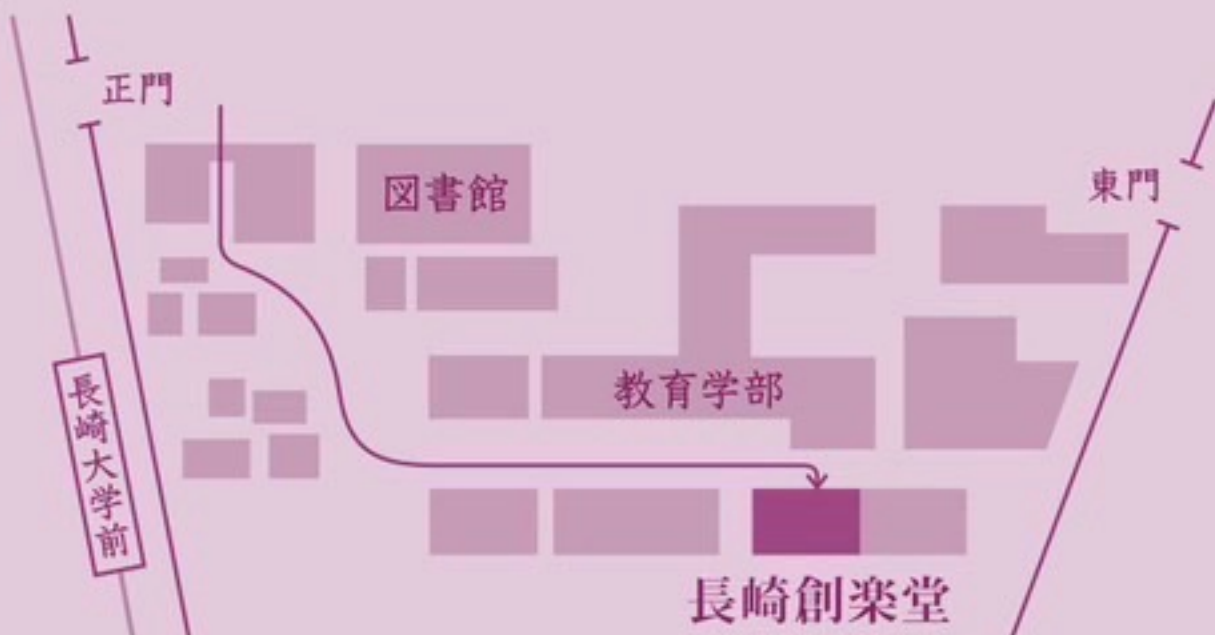 正門
図書館
東門
教育学部
長崎大学前
長崎創楽堂